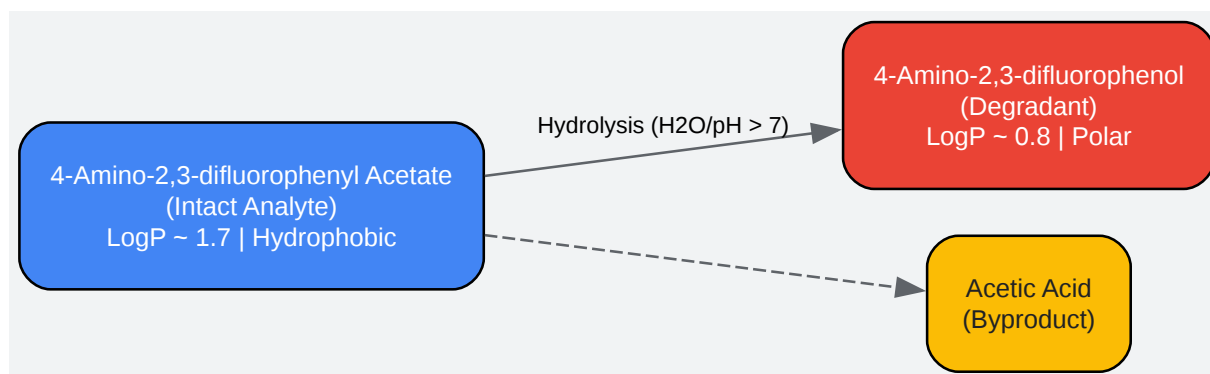 4-Amino-2,3-difluorophenyl Acetate
(Intact Analyte)
LogP ~ 1.7 | Hydrophobic
Hydrolysis (H2O/pH > 7)
4-Amino-2,3-difluorophenol
(Degradant)
LogP ~ 0.8 | Polar
Acetic Acid
(Byproduct)